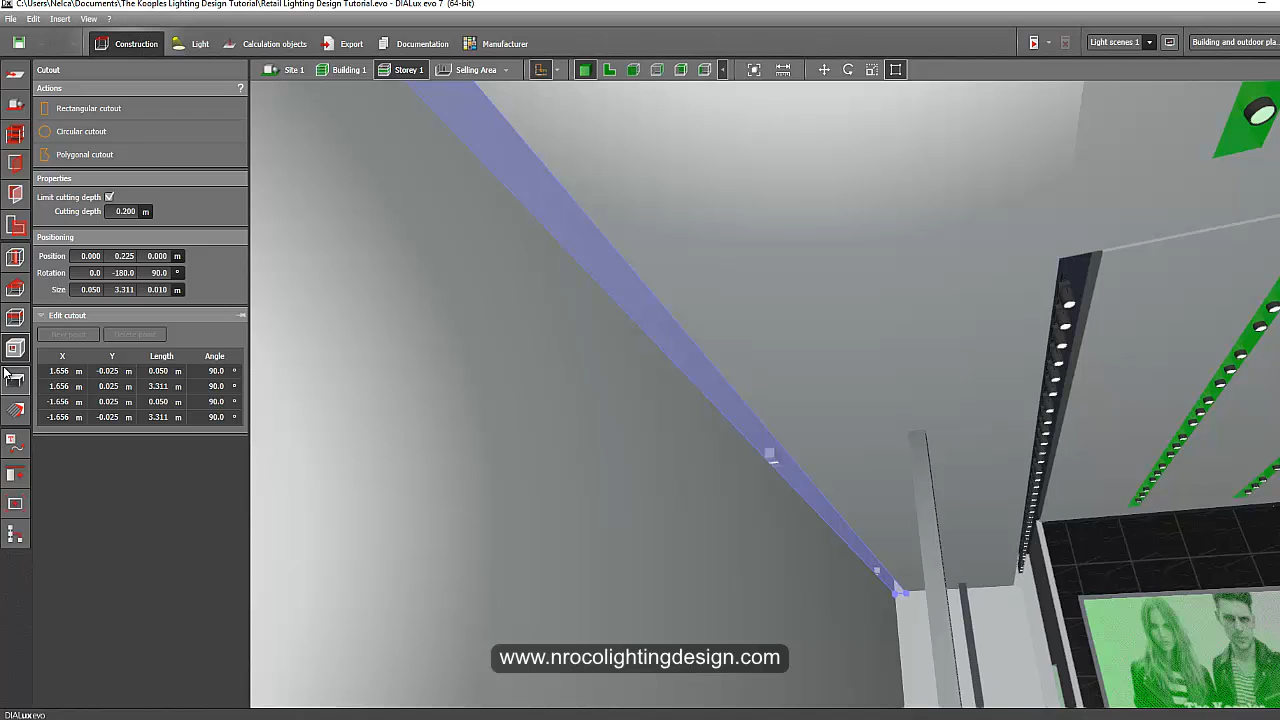 C:\Users\Nelca\Documents\The Kooples Lighting Design Tutorial\Retail Lighting Design Tutorial.evo - DIALux evo 7 (64-bit)
File Edit Insert View ?
Construction Light Calculation objects Export Documentation Manufacturer Light scenes 1 Building and outdoor pla...
Cutout Site 1 Building 1 Storey 1 Selling Area
Actions ?
Rectangular cutout
Circular cutout
Polygonal cutout
Properties
Limit cutting depth
Cutting depth 0.200 m
Positioning
Position 0.000 0.225 0.000 m
Rotation 0.0 -180.0 90.0 °
Size 0.050 3.311 0.010 m
Edit cutout
New point Delete point
X Y Length Angle
1.656 m -0.025 m 0.050 m 90.0 °
1.656 m 0.025 m 3.311 m 90.0 °
-1.656 m 0.025 m 0.050 m 90.0 °
-1.656 m -0.025 m 3.311 m 90.0 °
www.nrocolightingdesign.com
DIALux evo